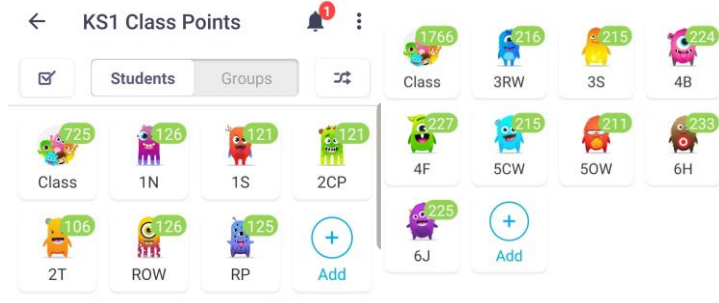 KS1 Class Points
1
Students Groups
725 126 121 121
Class 1N 1S 2CP
106 126 125
2T ROW RP Add
1766 216 215 224
Class 3RW 3S 4B
227 215 211 233
4F 5CW 5OW 6H
225
6J Add